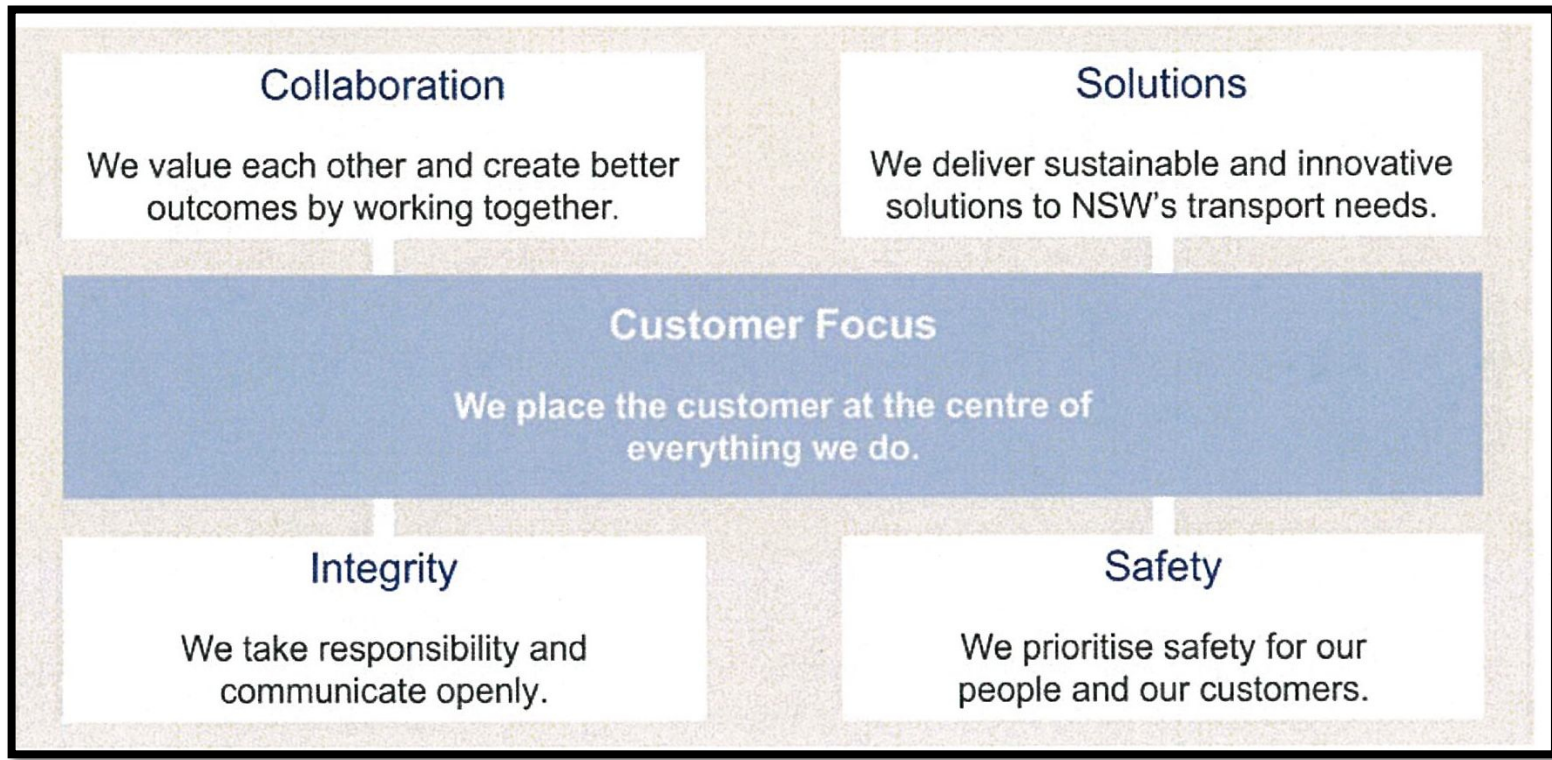 Collaboration
We value each other and create better
outcomes by working together.
Solutions
We deliver sustainable and innovative
solutions to NSW's transport needs.
Customer Focus
We place the customer at the centre of
everything we do.
Integrity
We take responsibility and
communicate openly.
Safety
We prioritise safety for our
people and our customers.